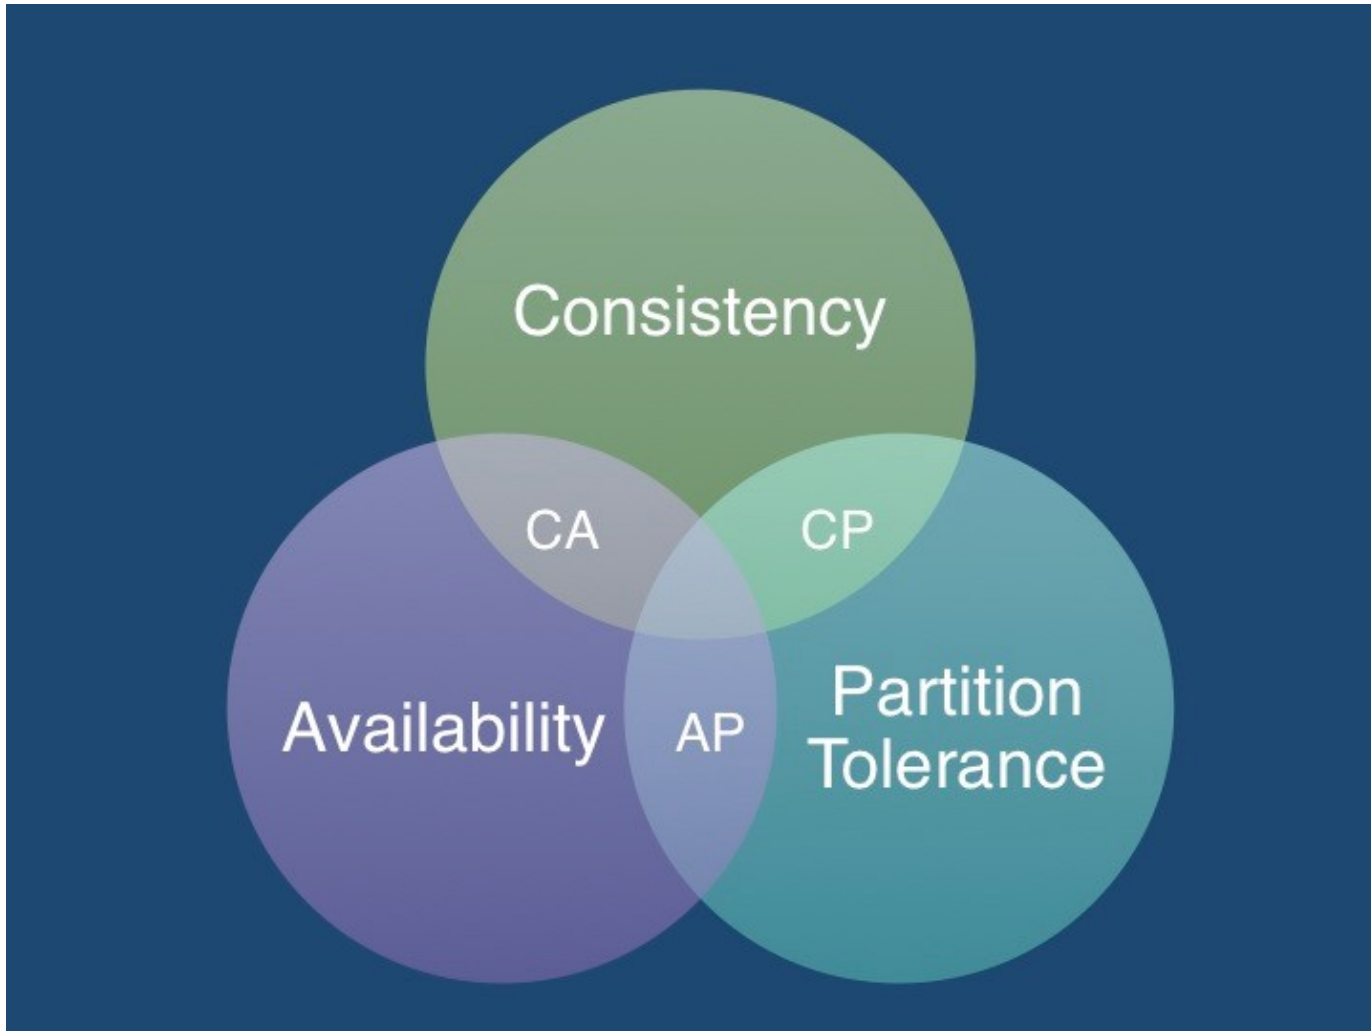 Consistency
CA
CP
Availability
AP
Partition
Tolerance